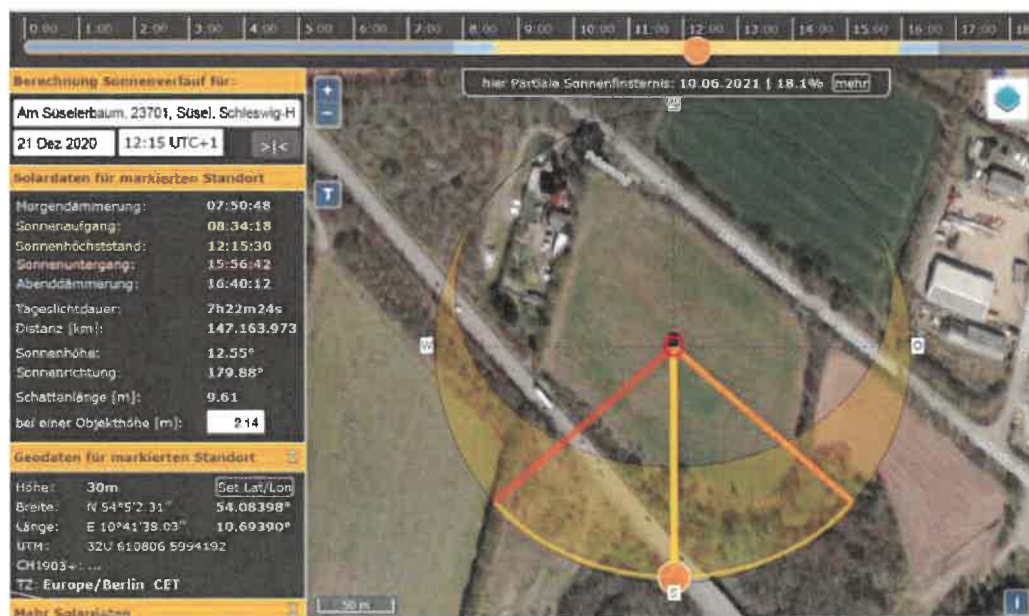 0:00 1:00 2:00 3:00 4:00 5:00 6:00 7:00 8:00 9:00 10:00 11:00 12:00 13:00 14:00 15:00 16:00 17:00 18
Berechnung Sonnenverlauf für:
Am Süselerbaum, 23701, Süsel, Schleswig-H
21 Dez 2020 12:15 UTC+1 >|<
Solardaten für markierten Standort
Morgendämmerung: 07:50:48
Sonnenaufgang: 08:34:18
Sonnenhöchststand: 12:15:30
Sonnenuntergang: 15:56:42
Abenddämmerung: 16:40:12
Tageslichtdauer: 7h22m24s
Distanz [km]: 147.163.973
Sonnenhöhe: 12.55°
Sonnenrichtung: 179.88°
Schattenlänge [m]: 9.61
bei einer Objekthöhe [m]: 2.14
Geodaten für markierten Standort
Höhe: 30m Set Lat/Lon
Breite: N 54°5'2.31" 54.08398°
Länge: E 10°41'38.03" 10.69390°
UTM: 32U 610806 5994192
CH1903+: ...
TZ: Europe/Berlin CET
Mehr Solardaten
+
−
T
hier Partiale Sonnenfinsternis: 10.06.2021 | 18.1% mehr
N
W
O
S
50 m
i